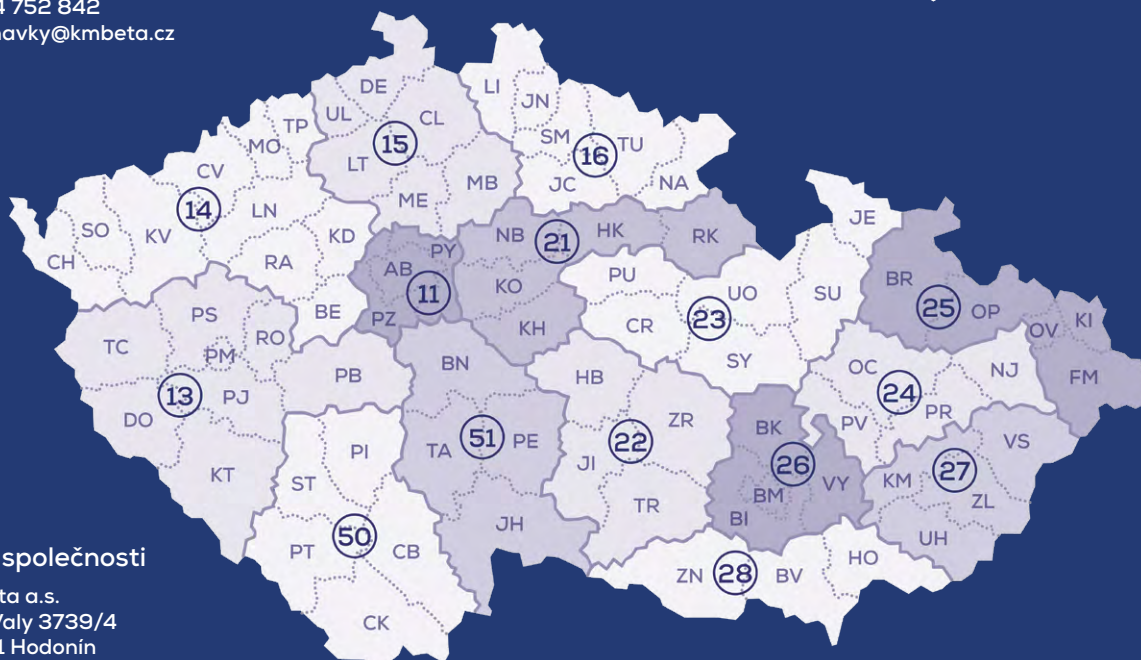 4 752 842
navky@kmbeta.cz
DE
LI
JN
UL
CL
TP
MO
SM
TU
15
16
LT
CV
JC
NA
MB
ME
14
LN
SO
KV
KD
JE
NB
21
HK
RK
PY
CH
RA
AB
BR
PU
KO
11
UO
SU
25
OP
PS
BE
PZ
CR
23
KI
OV
RO
KH
TC
PM
SY
BN
OC
NJ
FM
PB
HB
24
13
PJ
PR
DO
ZR
BK
PV
51
PE
22
VS
TA
PI
JI
26
27
KT
KM
ST
VY
BM
ZL
TR
BI
JH
50
UH
PT
CB
HO
společnosti
ZN
28
BV
ta a.s.
Valy 3739/4
CK
1 Hodonín